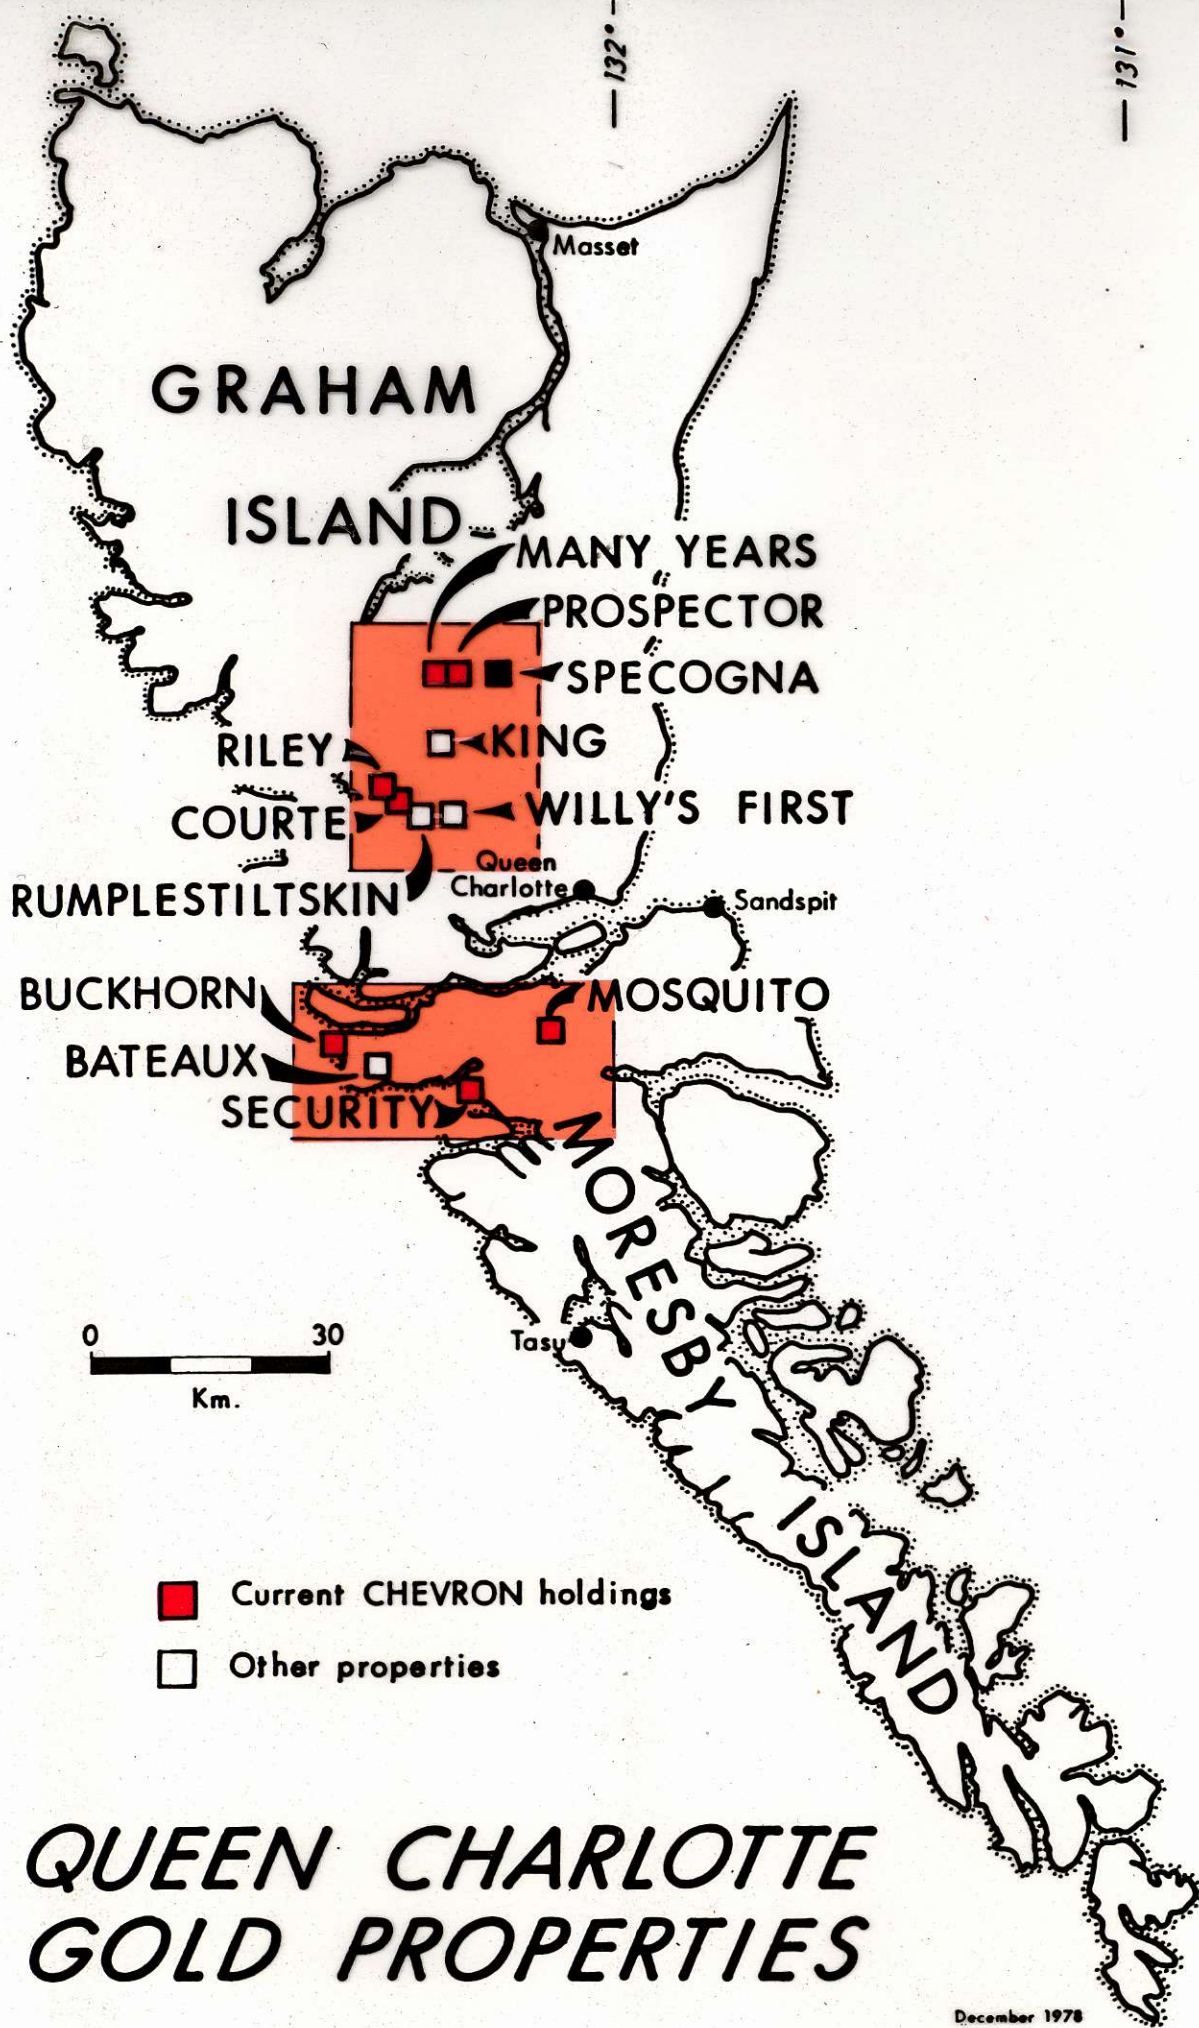 132°
131°
Masset
GRAHAM
ISLAND
MANY YEARS
PROSPECTOR
SPECOGNA
KING
RILEY
COURTE
WILLY'S FIRST
Queen
Charlotte
RUMPLESTILTSKIN
Sandspit
BUCKHORN
MOSQUITO
BATEAUX
SECURITY
MORESBY
ISLAND
0 30
Km.
Tasu
Current CHEVRON holdings
Other properties
QUEEN CHARLOTTE
GOLD PROPERTIES
December 1978